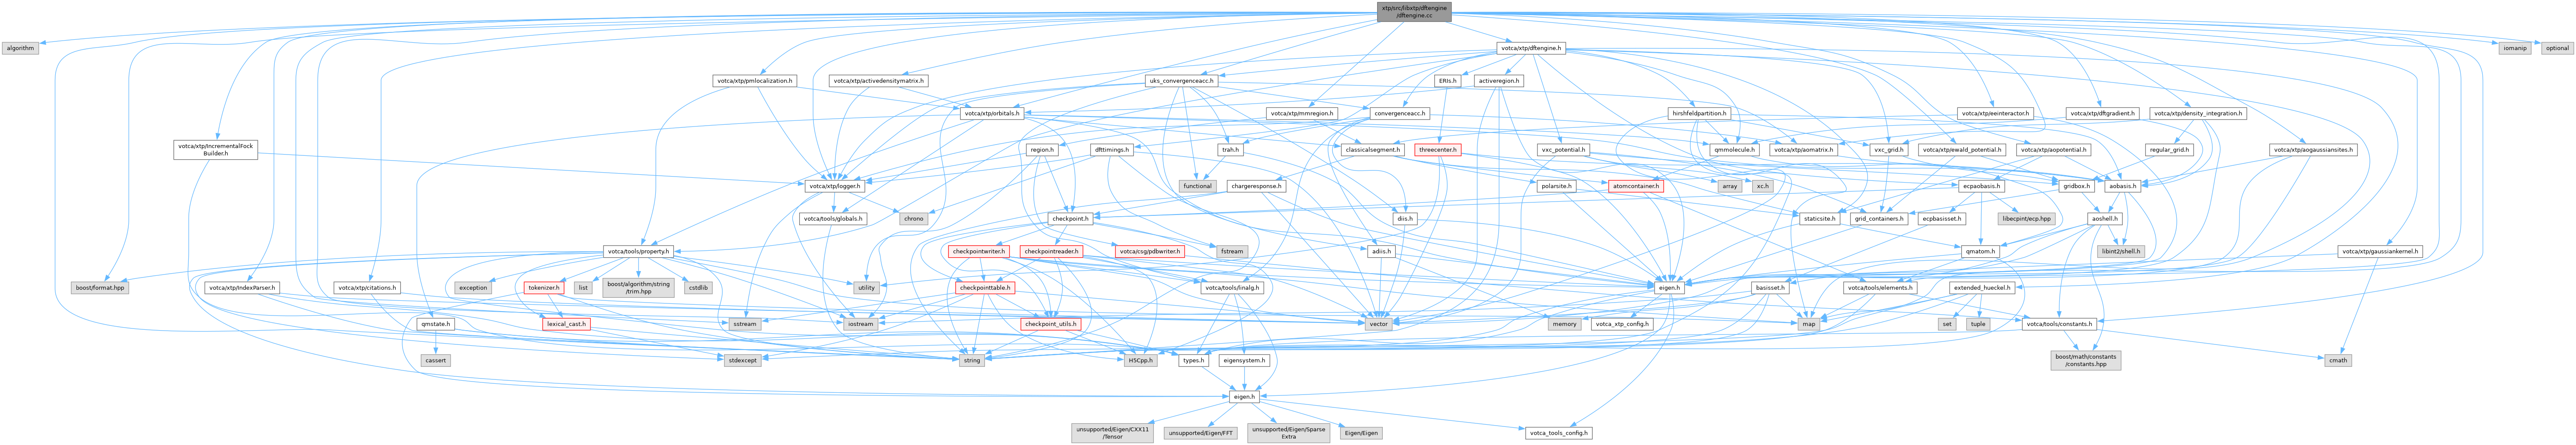 xtp/src/libxtp/dftengine
/dftengine.cc
algorithm
votca/xtp/dftengine.h
iomanip
optional
votca/xtp/pmlocalization.h
votca/xtp/activedensitymatrix.h
uks_convergenceacc.h
ERIs.h
activeregion.h
votca/xtp/orbitals.h
votca/xtp/mmregion.h
convergenceacc.h
hirshfeldpartition.h
votca/xtp/eeinteractor.h
votca/xtp/dftgradient.h
votca/xtp/density_integration.h
votca/xtp/IncrementalFock
Builder.h
region.h
dfttimings.h
trah.h
classicalsegment.h
threecenter.h
vxc_potential.h
qmmolecule.h
votca/xtp/aomatrix.h
vxc_grid.h
votca/xtp/ewald_potential.h
votca/xtp/aopotential.h
regular_grid.h
votca/xtp/aogaussiansites.h
votca/xtp/logger.h
functional
chargeresponse.h
polarsite.h
atomcontainer.h
array
xc.h
ecpaobasis.h
gridbox.h
aobasis.h
votca/tools/globals.h
chrono
checkpoint.h
diis.h
staticsite.h
grid_containers.h
ecpbasisset.h
libecpint/ecp.hpp
aoshell.h
votca/tools/property.h
checkpointwriter.h
checkpointreader.h
votca/csg/pdbwriter.h
fstream
adiis.h
qmatom.h
libint2/shell.h
votca/xtp/gaussiankernel.h
boost/format.hpp
votca/xtp/IndexParser.h
votca/xtp/citations.h
exception
tokenizer.h
list
boost/algorithm/string
/trim.hpp
cstdlib
utility
checkpointtable.h
votca/tools/linalg.h
eigen.h
basisset.h
votca/tools/elements.h
extended_hueckel.h
qmstate.h
lexical_cast.h
sstream
iostream
checkpoint_utils.h
vector
memory
votca_xtp_config.h
map
set
tuple
votca/tools/constants.h
cassert
stdexcept
string
H5Cpp.h
types.h
eigensystem.h
boost/math/constants
/constants.hpp
cmath
eigen.h
unsupported/Eigen/CXX11
/Tensor
unsupported/Eigen/FFT
unsupported/Eigen/Sparse
Extra
Eigen/Eigen
votca_tools_config.h